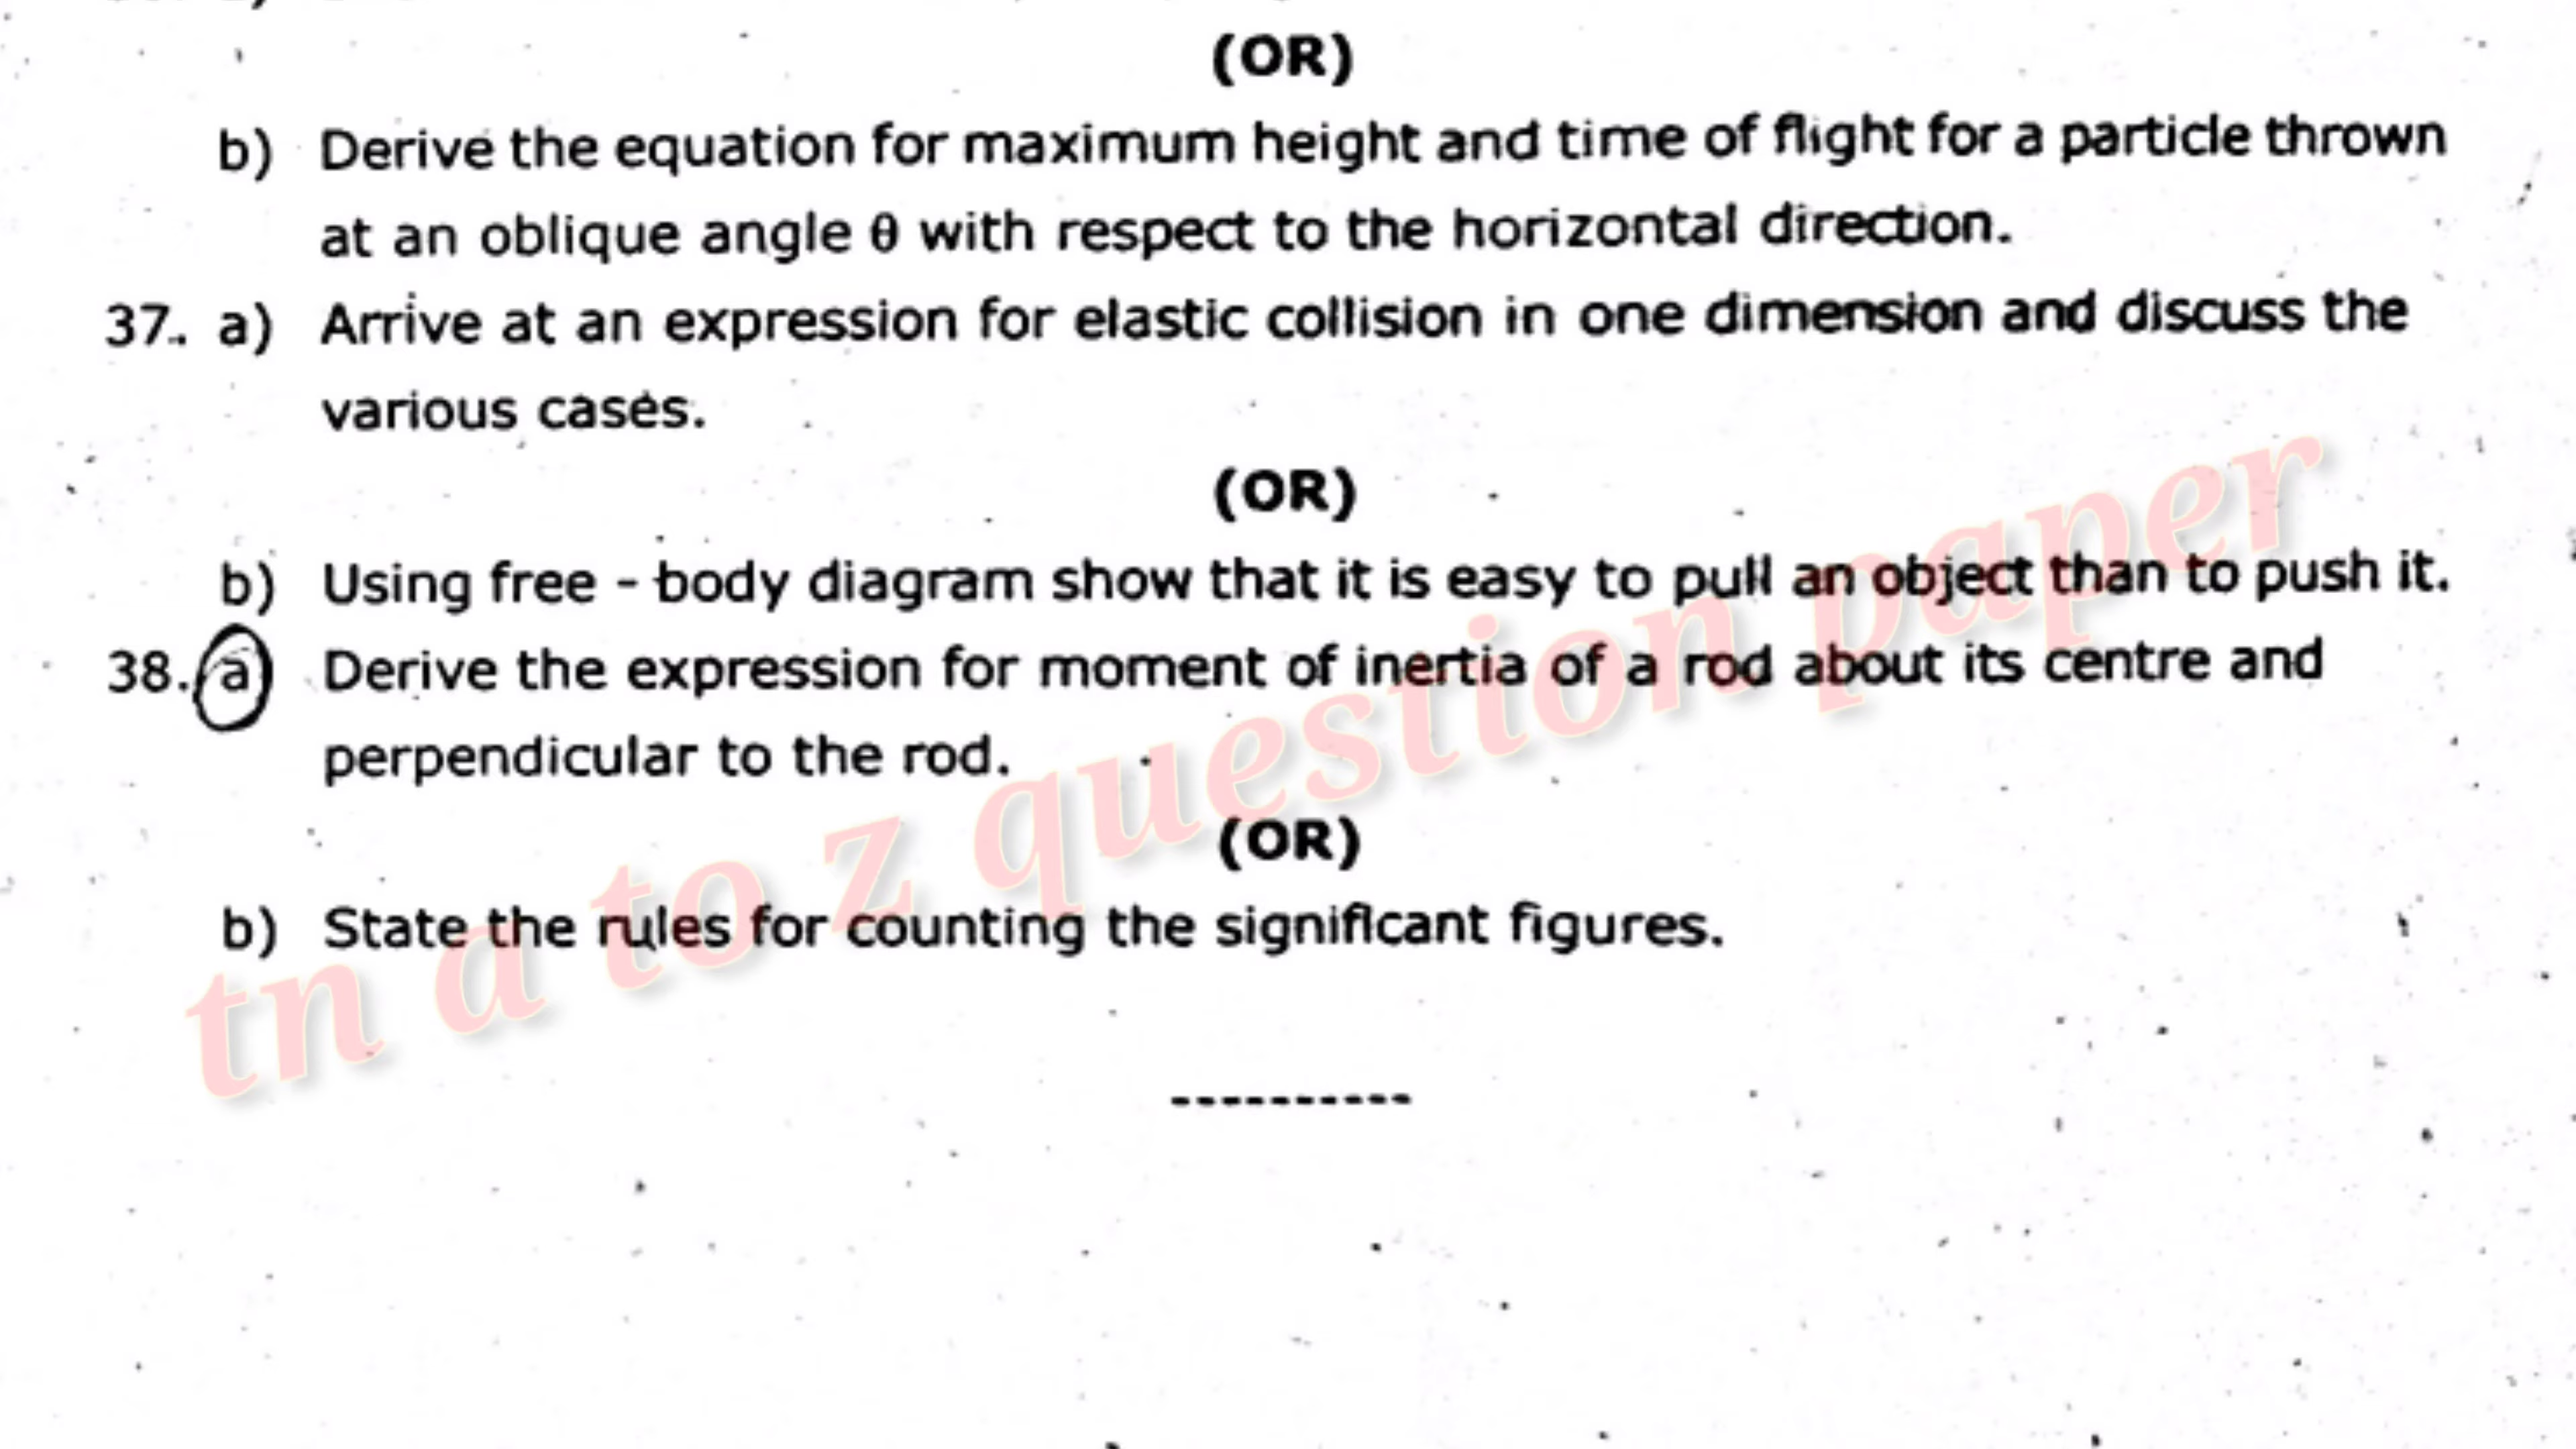 (OR)
b) Derive the equation for maximum height and time of flight for a particle thrown
at an oblique angle θ with respect to the horizontal direction.
37. a) Arrive at an expression for elastic collision in one dimension and discuss the
various cases.
(OR)
b) Using free - body diagram show that it is easy to pull an object than to push it.
38. a) Derive the expression for moment of inertia of a rod about its centre and
perpendicular to the rod.
(OR)
b) State the rules for counting the significant figures.
----------
tn a to z question paper